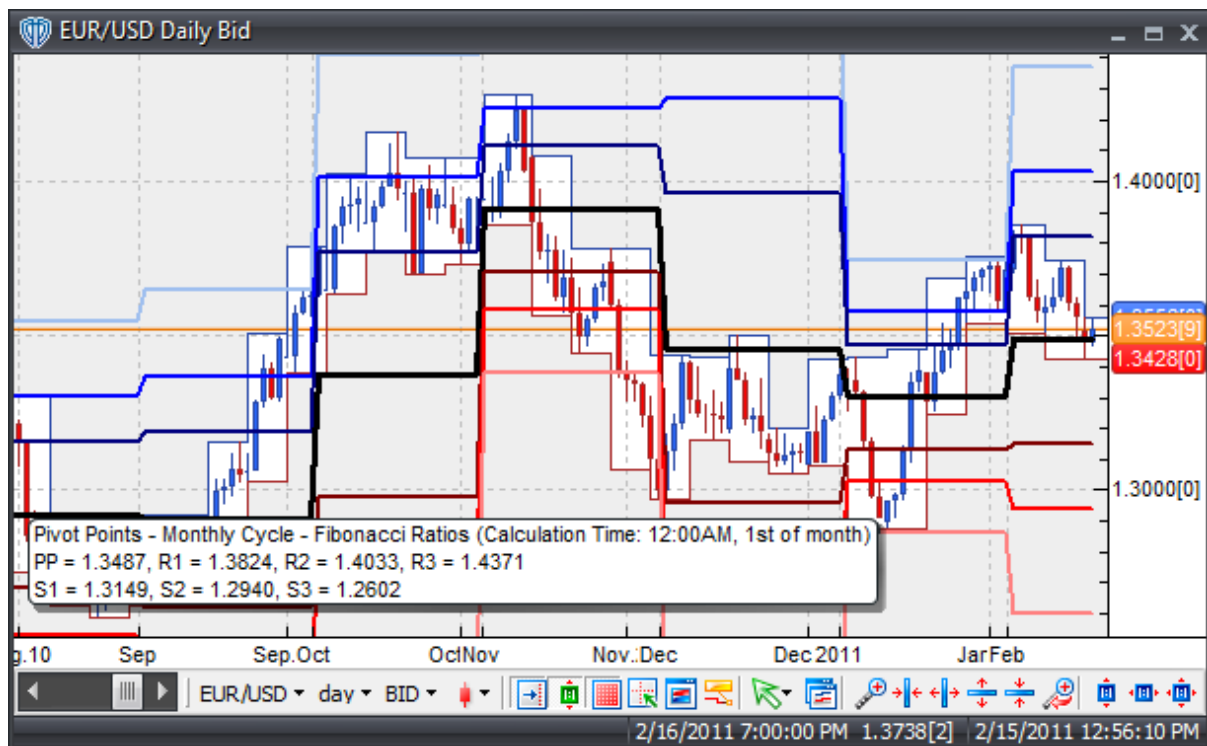 EUR/USD Daily Bid
1.4000[0]
1.3523[9]
1.3428[0]
1.3000[0]
Pivot Points - Monthly Cycle - Fibonacci Ratios (Calculation Time: 12:00AM, 1st of month)
PP = 1.3487, R1 = 1.3824, R2 = 1.4033, R3 = 1.4371
S1 = 1.3149, S2 = 1.2940, S3 = 1.2602
g.10 Sep Sep.Oct OctNov Nov.:Dec Dec2011 JarFeb
EUR/USD day BID
2/16/2011 7:00:00 PM 1.3738[2] 2/15/2011 12:56:10 PM